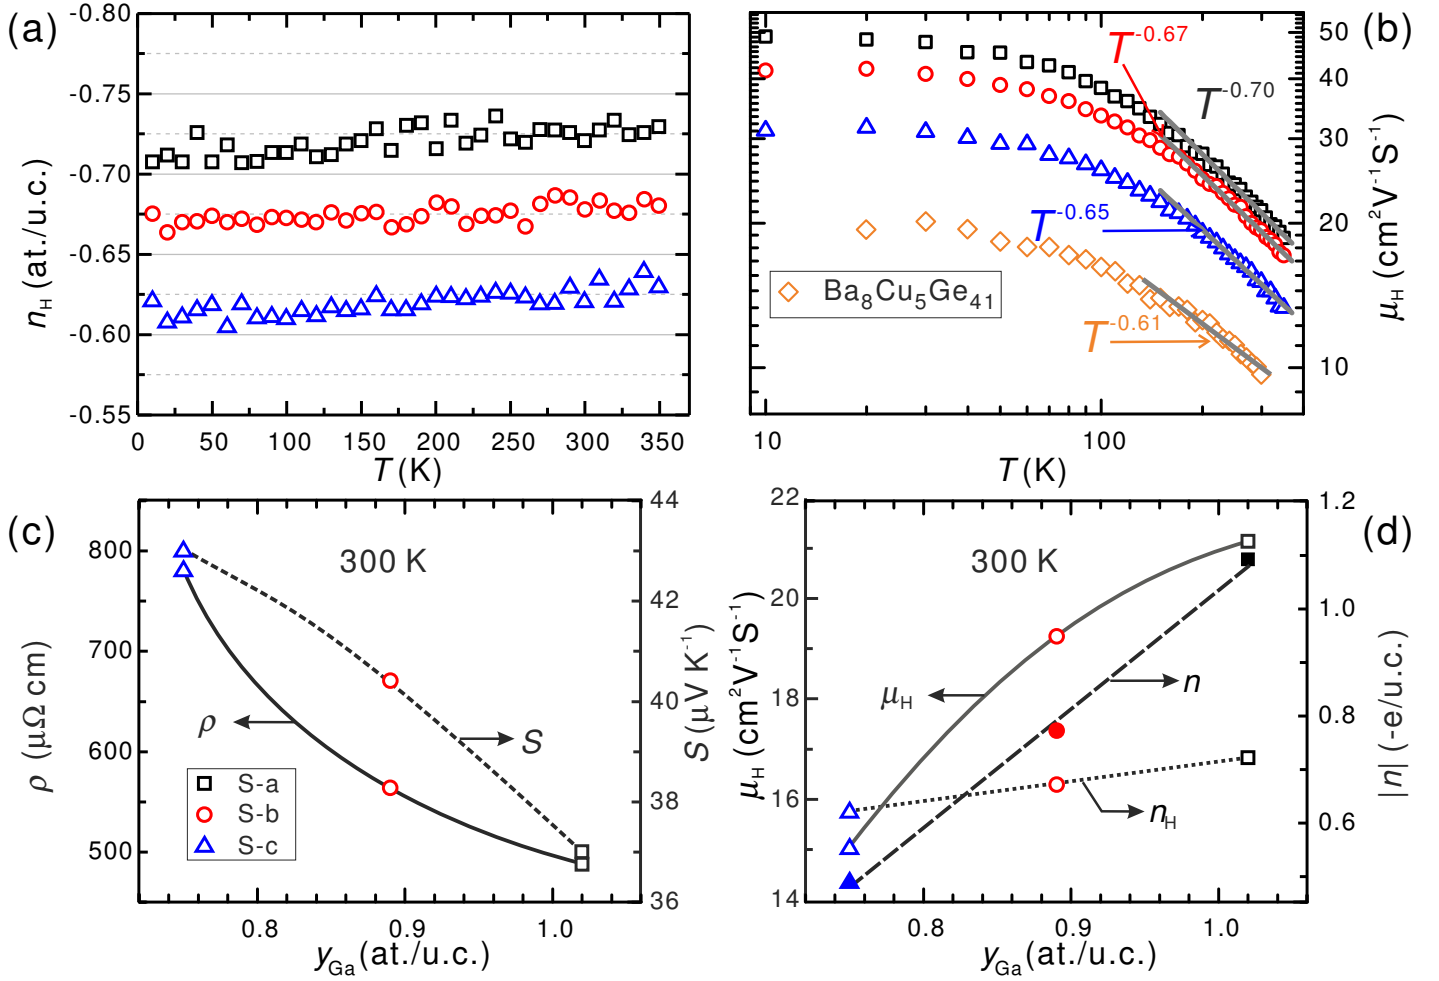 (a)
-0.80
-0.75
-0.70
-0.65
-0.60
-0.55
n_H (at./u.c.)
0 50 100 150 200 250 300 350
T (K)
(b)
50
40
30
20
10
μ_H (cm²V⁻¹S⁻¹)
T^-0.67
T^-0.70
T^-0.65
T^-0.61
Ba₈Cu₅Ge₄₁
10 100
T (K)
(c)
800
700
600
500
ρ (μΩ cm)
44
42
40
38
36
S (μV K⁻¹)
300 K
ρ
S
S-a
S-b
S-c
0.8 0.9 1.0
y_Ga (at./u.c.)
(d)
22
20
18
16
14
μ_H (cm²V⁻¹S⁻¹)
1.2
1.0
0.8
0.6
|n| (-e/u.c.)
300 K
μ_H
n
n_H
0.8 0.9 1.0
y_Ga (at./u.c.)